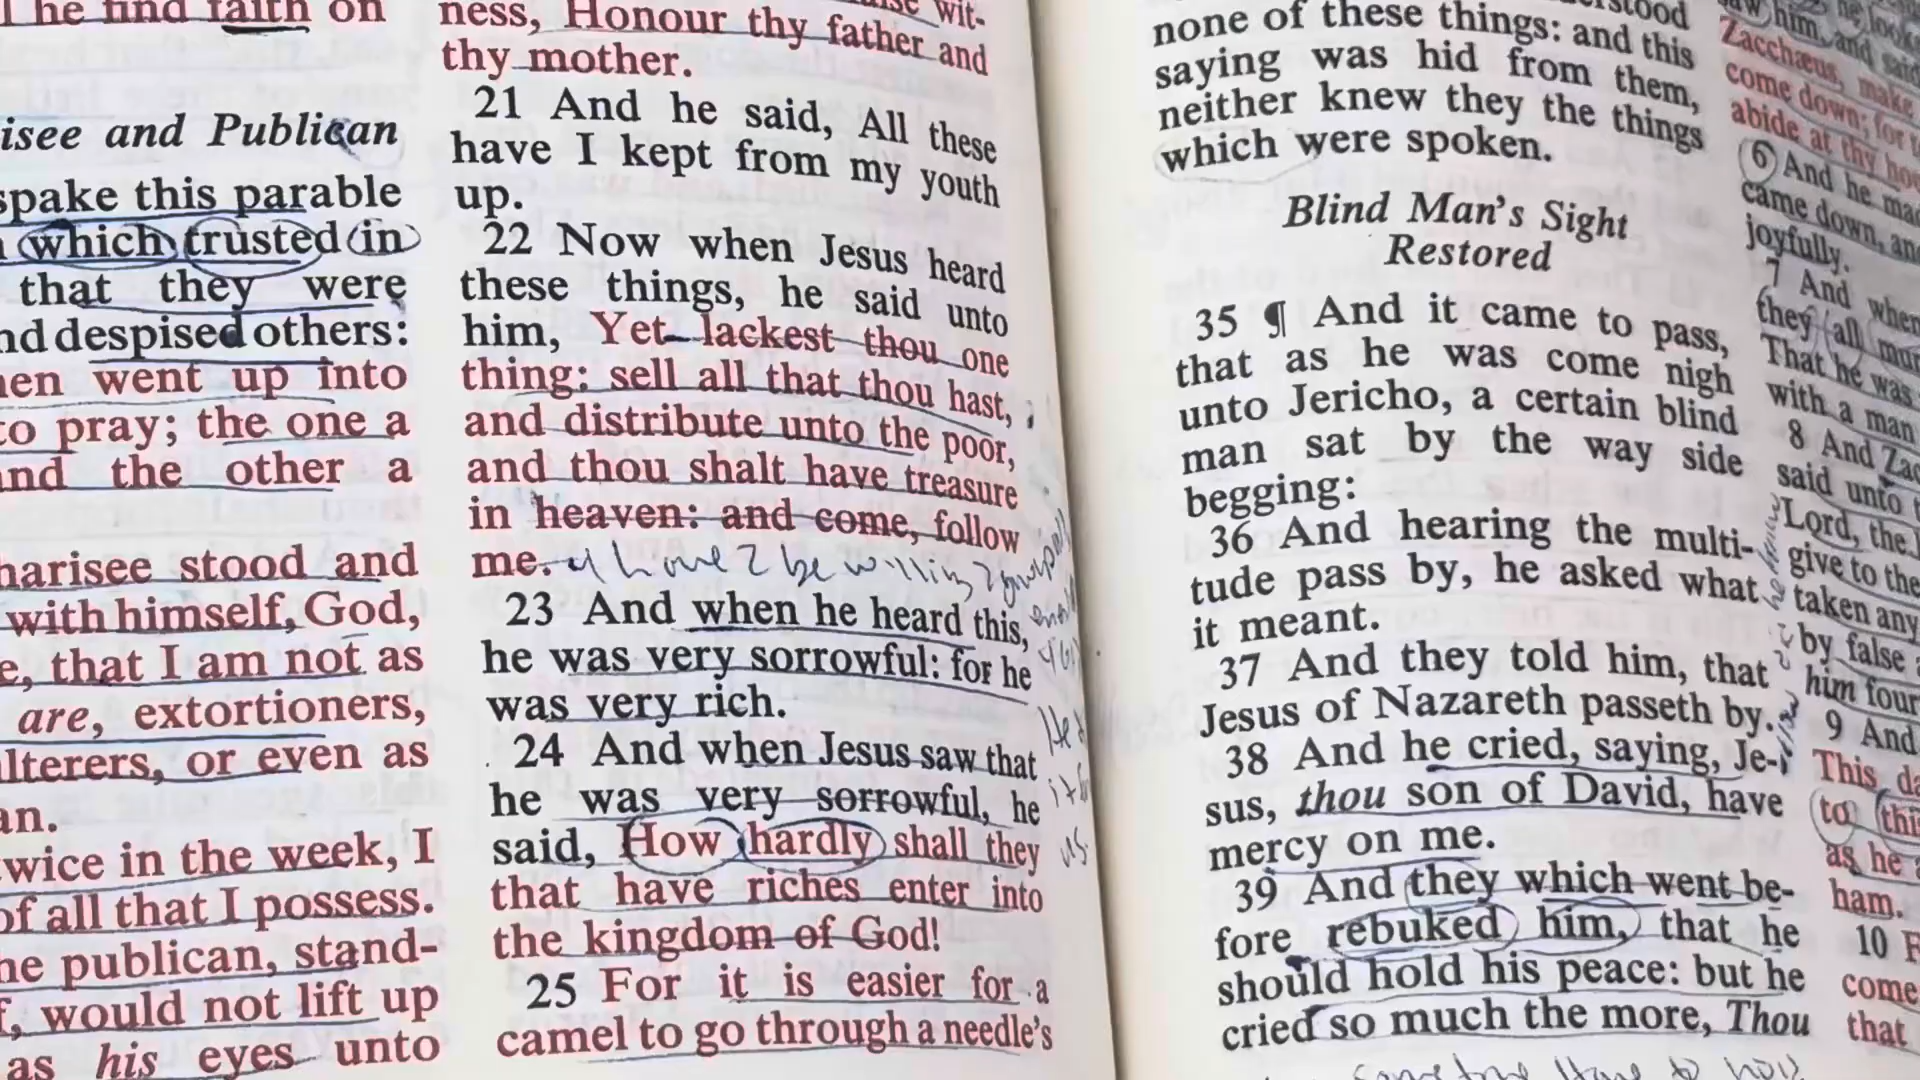 he find faith on
isee and Publican
spake this parable
which trusted in
that they were
nd despised others:
en went up into
to pray; the one a
and the other a
harisee stood and
with himself, God,
e, that I am not as
are, extortioners,
lterers, or even as
an.
wice in the week, I
of all that I possess.
he publican, stand-
f, would not lift up
as his eyes unto
ness, Honour thy father and
thy mother.
21 And he said, All these
have I kept from my youth
up.
22 Now when Jesus heard
these things, he said unto
him, Yet lackest thou one
thing: sell all that thou hast,
and distribute unto the poor,
and thou shalt have treasure
in heaven: and come, follow
me.
23 And when he heard this,
he was very sorrowful: for he
was very rich.
24 And when Jesus saw that
he was very sorrowful, he
said, How hardly shall they
that have riches enter into
the kingdom of God!
25 For it is easier for a
camel to go through a needle's
none of these things: and this
saying was hid from them,
neither knew they the things
which were spoken.
Blind Man's Sight
Restored
35 ¶ And it came to pass,
that as he was come nigh
unto Jericho, a certain blind
man sat by the way side
begging:
36 And hearing the multi-
tude pass by, he asked what
it meant.
37 And they told him, that
Jesus of Nazareth passeth by.
38 And he cried, saying, Je-
sus, thou son of David, have
mercy on me.
39 And they which went be-
fore rebuked him, that he
should hold his peace: but he
cried so much the more, Thou
him, and said
Zacchæus, make
come down; for t
abide at thy hou
6 And he mad
came down, and
joyfully.
7 And when
they all mur
That he was
with a man
8 And Zac
said unto t
Lord, the
give to the
taken any
by false
him four
9 And
This da
to thi
as he
ham.
10 F
come
that